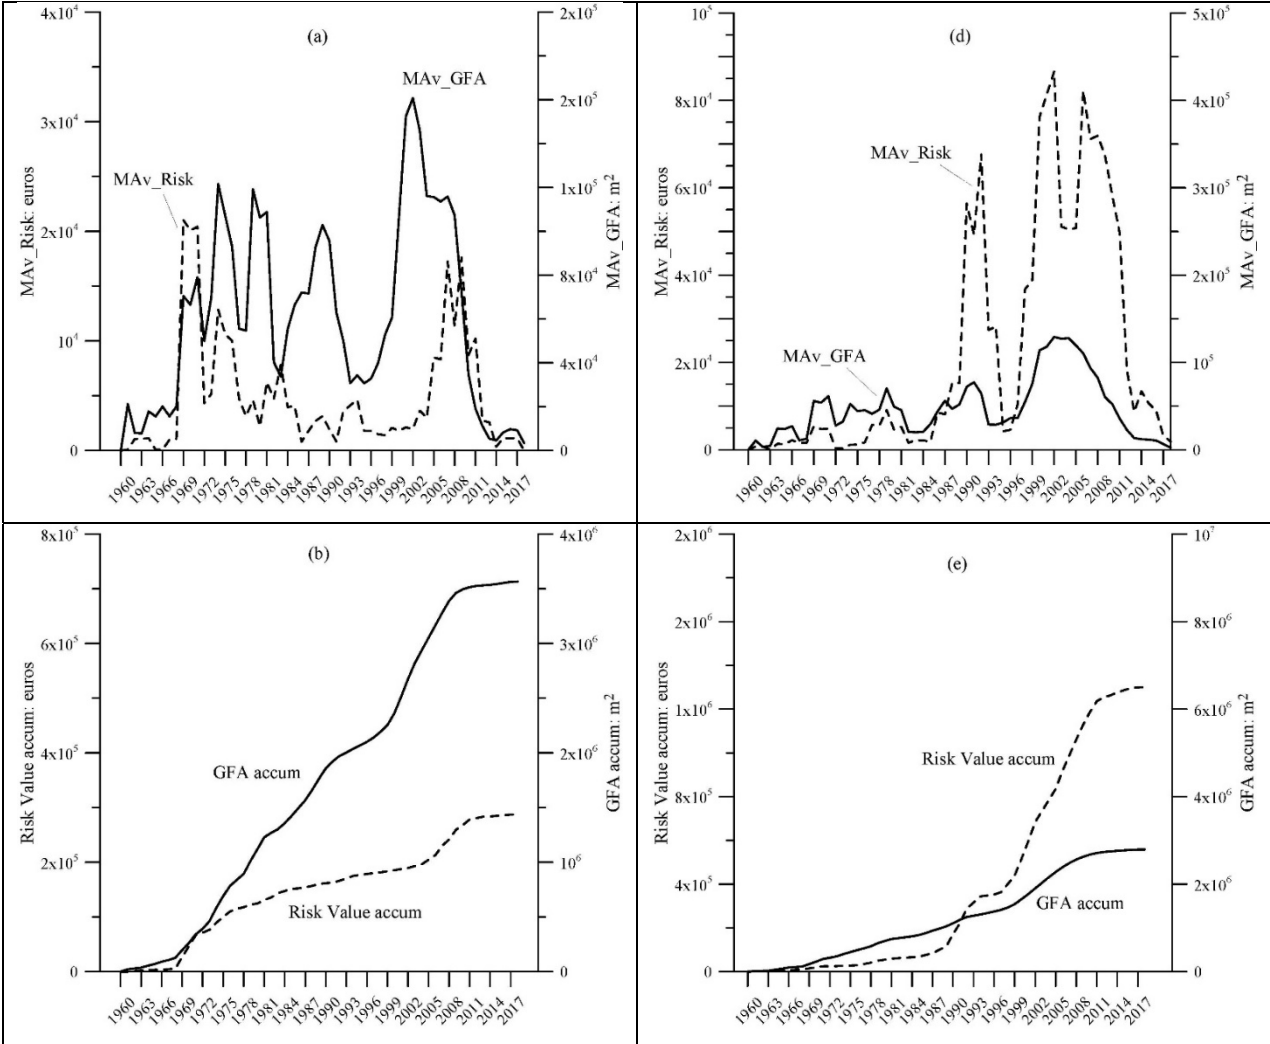 (a)
MAv_Risk: euros
4x10⁴
3x10⁴
2x10⁴
10⁴
0
MAv_GFA
MAv_Risk
2x10⁵
2x10⁵
1x10⁵
8x10⁴
4x10⁴
0
MAv_GFA: m²
1960 1963 1966 1969 1972 1975 1978 1981 1984 1987 1990 1993 1996 1999 2002 2005 2008 2011 2014 2017
(d)
MAv_Risk: euros
10⁵
8x10⁴
6x10⁴
4x10⁴
2x10⁴
0
MAv_Risk
MAv_GFA
5x10⁵
4x10⁵
3x10⁵
2x10⁵
10⁵
0
MAv_GFA: m²
1960 1963 1966 1969 1972 1975 1978 1981 1984 1987 1990 1993 1996 1999 2002 2005 2008 2011 2014 2017
(b)
Risk Value accum: euros
8x10⁵
6x10⁵
4x10⁵
2x10⁵
0
GFA accum
Risk Value accum
4x10⁶
3x10⁶
2x10⁶
10⁶
0
GFA accum: m²
1960 1963 1966 1969 1972 1975 1978 1981 1984 1987 1990 1993 1996 1999 2002 2005 2008 2011 2014 2017
(e)
Risk Value accum: euros
2x10⁶
2x10⁶
1x10⁶
8x10⁵
4x10⁵
0
Risk Value accum
GFA accum
10⁷
8x10⁶
6x10⁶
4x10⁶
2x10⁶
0
GFA accum: m²
1960 1963 1966 1969 1972 1975 1978 1981 1984 1987 1990 1993 1996 1999 2002 2005 2008 2011 2014 2017